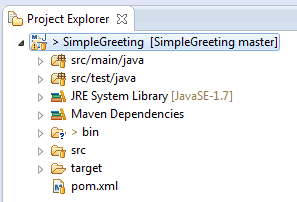 Project Explorer
> SimpleGreeting [SimpleGreeting master]
src/main/java
src/test/java
JRE System Library [JavaSE-1.7]
Maven Dependencies
> bin
src
target
pom.xml